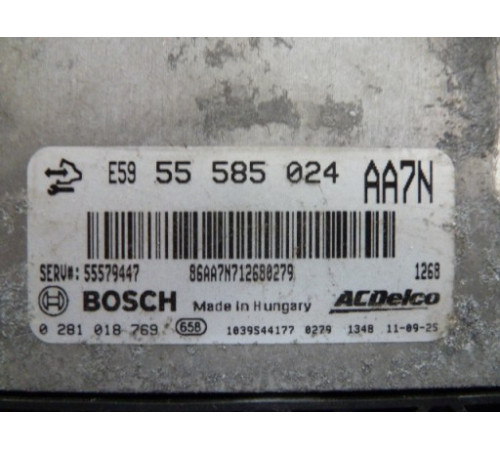 E59 55 585 024 AA7N
SERV#: 55579447 86AA7N712680279 1268
BOSCH Made in Hungary ACDelco
0 281 018 769 658 1039S44177 0279 1348 11-09-25